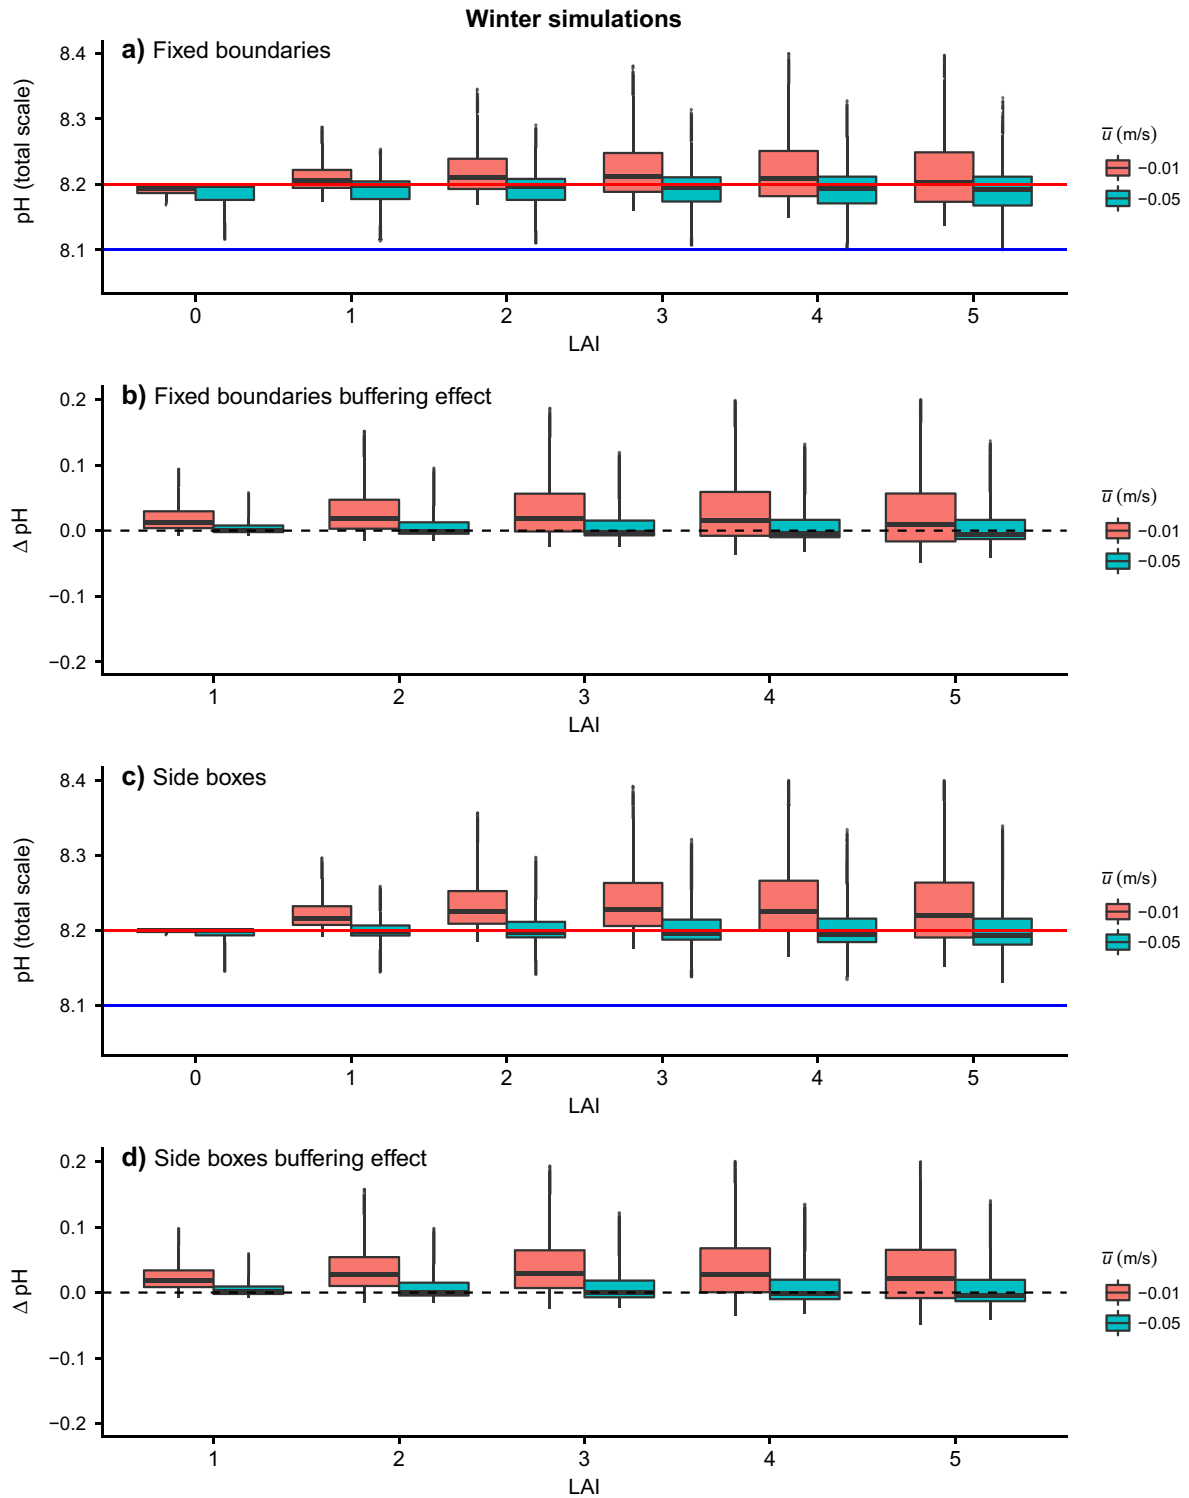 Winter simulations
a) Fixed boundaries
pH (total scale)
8.4
8.3
8.2
8.1
0 1 2 3 4 5
LAI
u̅ (m/s)
−0.01
−0.05
b) Fixed boundaries buffering effect
Δ pH
0.2
0.1
0.0
−0.1
−0.2
1 2 3 4 5
LAI
u̅ (m/s)
−0.01
−0.05
c) Side boxes
pH (total scale)
8.4
8.3
8.2
8.1
0 1 2 3 4 5
LAI
u̅ (m/s)
−0.01
−0.05
d) Side boxes buffering effect
Δ pH
0.2
0.1
0.0
−0.1
−0.2
1 2 3 4 5
LAI
u̅ (m/s)
−0.01
−0.05